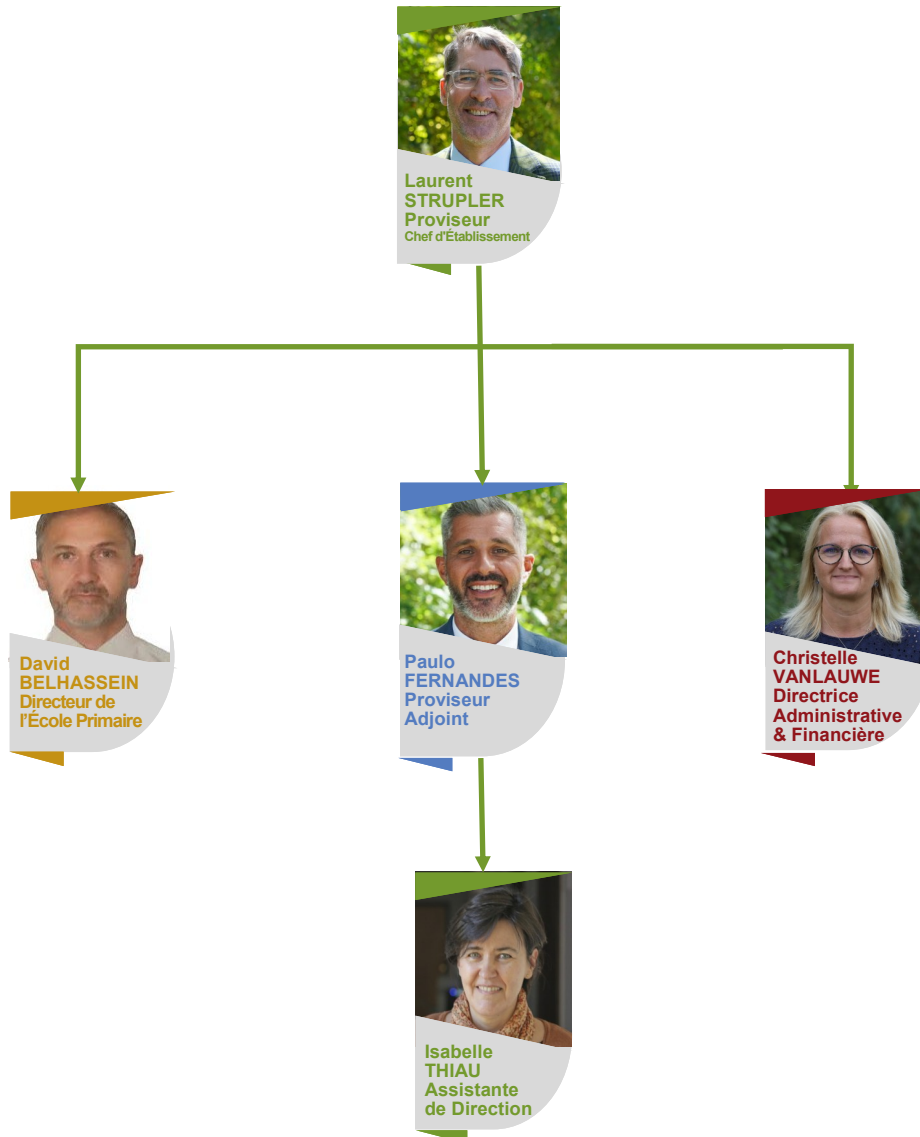 Laurent
STRUPLER
Proviseur
Chef d'Établissement
David
BELHASSEIN
Directeur de
l'École Primaire
Paulo
FERNANDES
Proviseur
Adjoint
Christelle
VANLAUWE
Directrice
Administrative
& Financière
Isabelle
THIAU
Assistante
de Direction